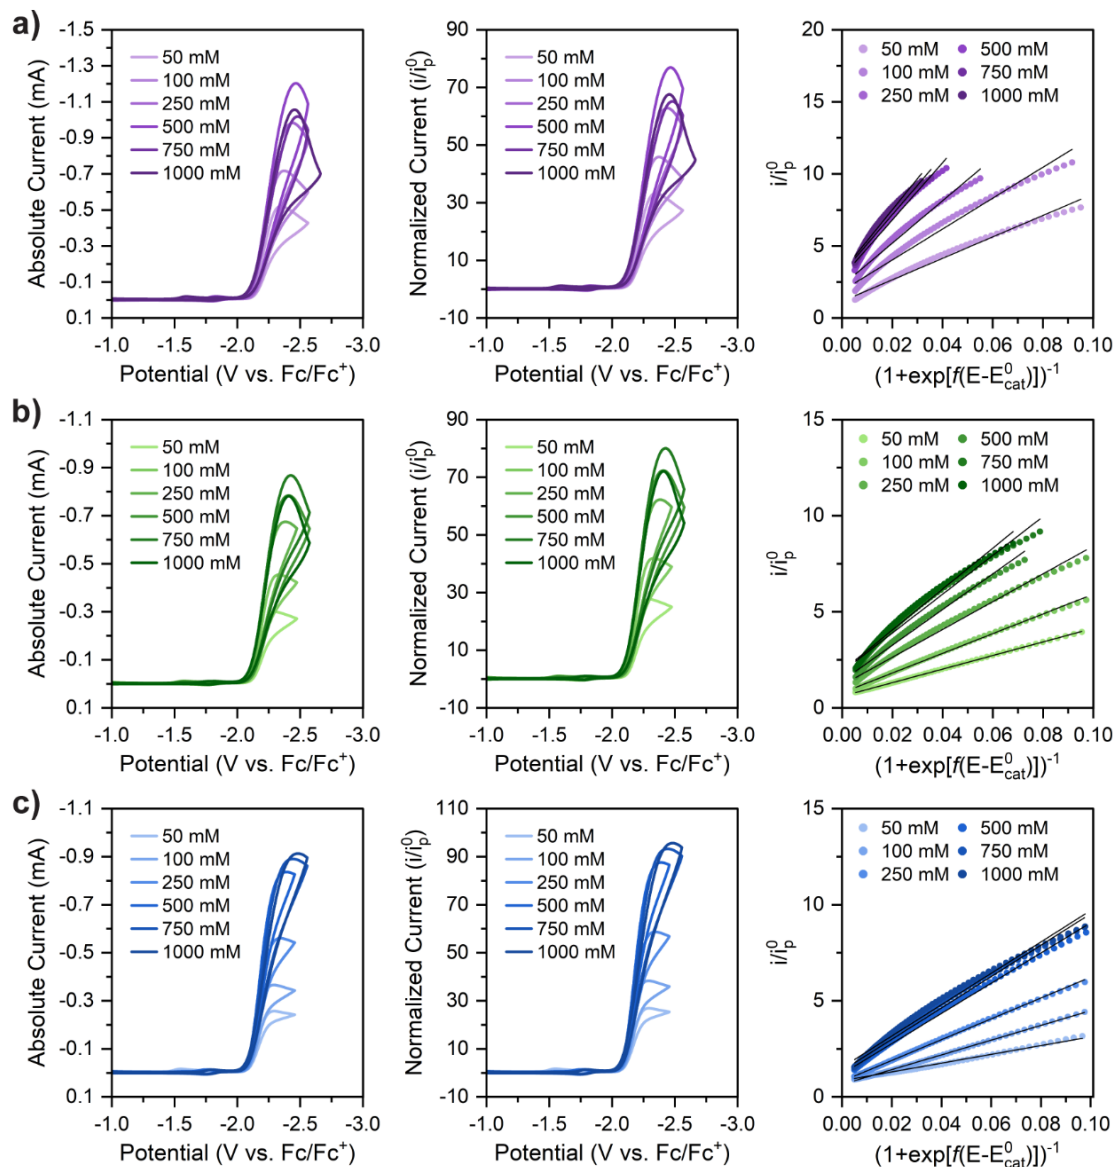 a)
Absolute Current (mA)
-1.5
-1.3
-1.1
-0.9
-0.7
-0.5
-0.3
-0.1
0.1
50 mM
100 mM
250 mM
500 mM
750 mM
1000 mM
-1.0 -1.5 -2.0 -2.5 -3.0
Potential (V vs. Fc/Fc⁺)
Normalized Current (i/iₚ⁰)
90
70
50
30
10
-10
50 mM
100 mM
250 mM
500 mM
750 mM
1000 mM
-1.0 -1.5 -2.0 -2.5 -3.0
Potential (V vs. Fc/Fc⁺)
i/iₚ⁰
20
15
10
5
0
50 mM 500 mM
100 mM 750 mM
250 mM 1000 mM
0.00 0.02 0.04 0.06 0.08 0.10
(1+exp[f(E-E⁰cat)])⁻¹
b)
Absolute Current (mA)
-1.1
-0.9
-0.7
-0.5
-0.3
-0.1
0.1
50 mM
100 mM
250 mM
500 mM
750 mM
1000 mM
-1.0 -1.5 -2.0 -2.5 -3.0
Potential (V vs. Fc/Fc⁺)
Normalized Current (i/iₚ⁰)
90
70
50
30
10
-10
50 mM
100 mM
250 mM
500 mM
750 mM
1000 mM
-1.0 -1.5 -2.0 -2.5 -3.0
Potential (V vs. Fc/Fc⁺)
i/iₚ⁰
15
10
5
0
50 mM 500 mM
100 mM 750 mM
250 mM 1000 mM
0.00 0.02 0.04 0.06 0.08 0.10
(1+exp[f(E-E⁰cat)])⁻¹
c)
Absolute Current (mA)
-1.1
-0.9
-0.7
-0.5
-0.3
-0.1
0.1
50 mM
100 mM
250 mM
500 mM
750 mM
1000 mM
-1.0 -1.5 -2.0 -2.5 -3.0
Potential (V vs. Fc/Fc⁺)
Normalized Current (i/iₚ⁰)
110
90
70
50
30
10
-10
50 mM
100 mM
250 mM
500 mM
750 mM
1000 mM
-1.0 -1.5 -2.0 -2.5 -3.0
Potential (V vs. Fc/Fc⁺)
i/iₚ⁰
15
10
5
0
50 mM 500 mM
100 mM 750 mM
250 mM 1000 mM
0.00 0.02 0.04 0.06 0.08 0.10
(1+exp[f(E-E⁰cat)])⁻¹